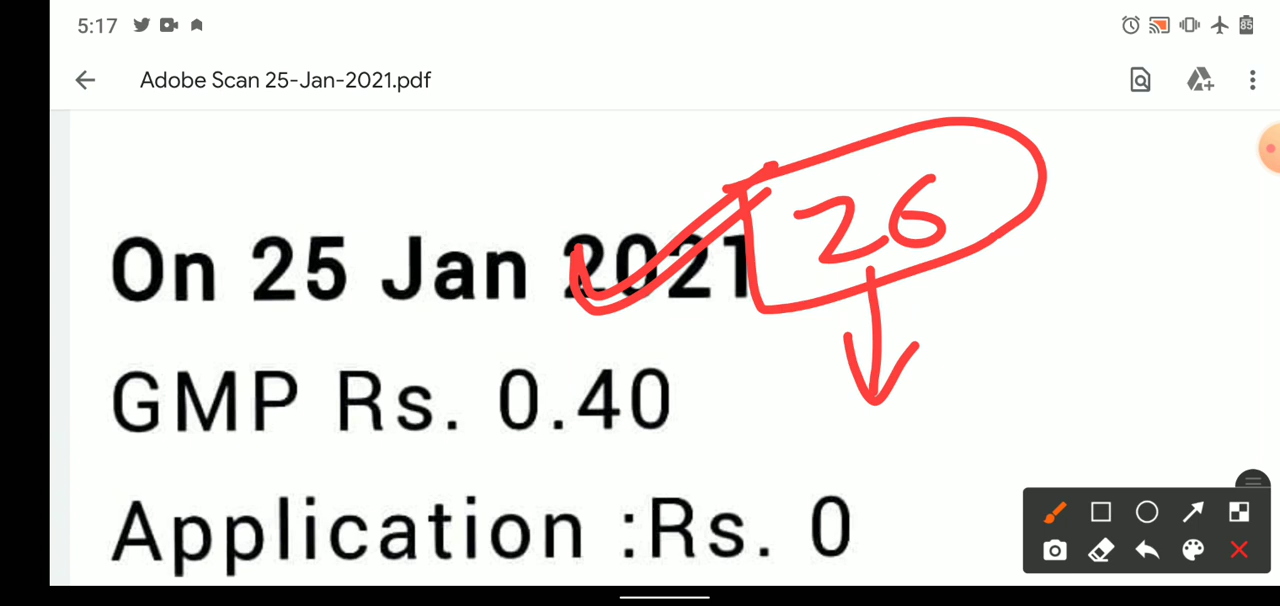 5:17 85
Adobe Scan 25-Jan-2021.pdf
26
On 25 Jan 2021
GMP Rs. 0.40
Application :Rs. 0